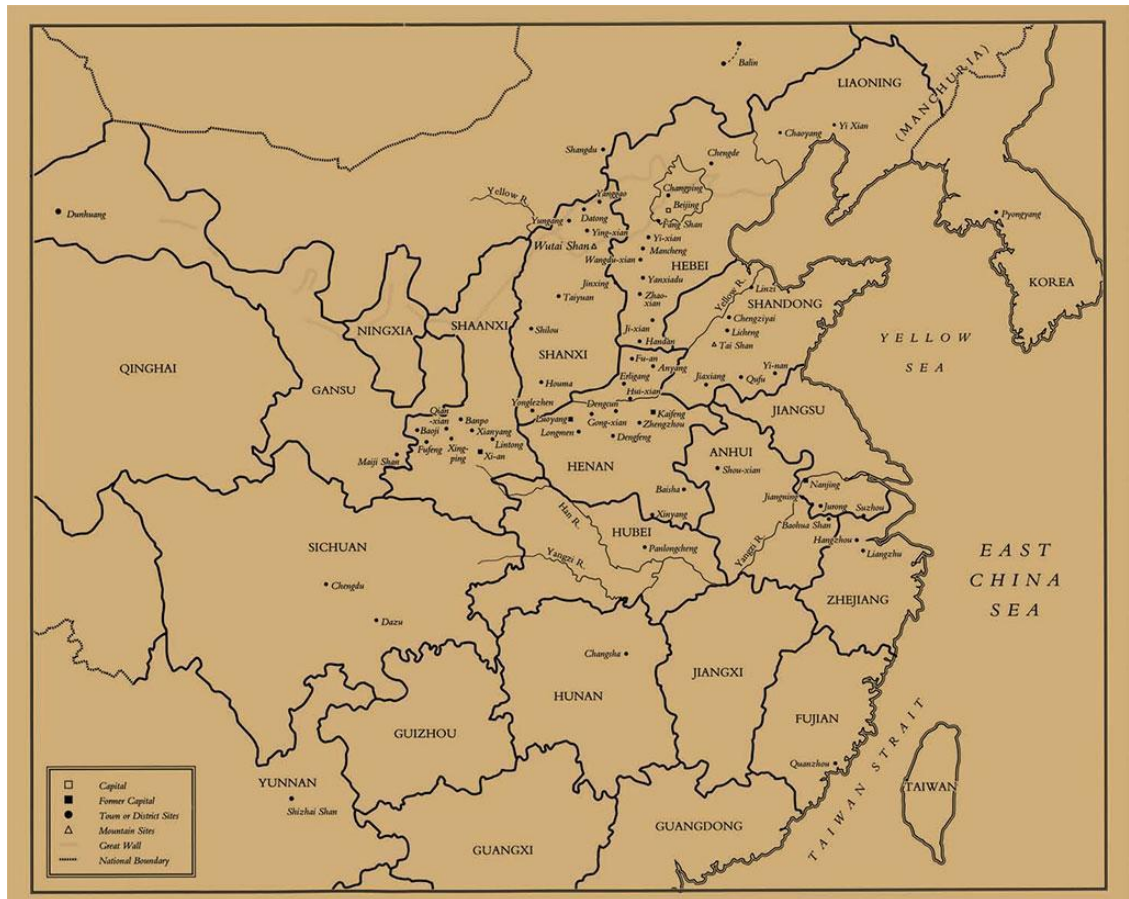 Balin
LIAONING
(MANCHURIA)
Chaoyang
Yi Xian
Shangdu
Chengde
Yellow R.
Yanggao
Changping
Beijing
Dunhuang
Yungang
Datong
Fang Shan
Pyongyang
Ying-xian
Yi-xian
Wutai Shan
Mancheng
Wangdu-xian
HEBEI
Jinxing
Yanxiadu
Yellow R.
Linzi
KOREA
Taiyuan
Zhao-
xian
SHANDONG
NINGXIA
SHAANXI
Shilou
Ji-xian
Chengziyai
Licheng
YELLOW
SEA
Handan
Tai Shan
QINGHAI
SHANXI
Fu-an
Anyang
GANSU
Houma
Erligang
Hui-xian
Jiaxiang
Qufu
Yi-nan
Yonglezhen
Dengcun
JIANGSU
Qian
-xian
Banpo
Luoyang
Gong-xian
Kaifeng
Zhengzhou
Baoji
Xianyang
Longmen
Dengfeng
Fufeng
Xing-
ping
Lintong
Xi-an
ANHUI
Maiji Shan
HENAN
Shou-xian
Baisha
Nanjing
Jiangning
Jurong
Suzhou
Han R.
Xinyang
Baohua Shan
HUBEI
Hangzhou
SICHUAN
Panlongcheng
Liangzhu
Yangzi R.
Yangzi R.
EAST
CHINA
SEA
Chengdu
ZHEJIANG
Dazu
Changsha
JIANGXI
HUNAN
FUJIAN
GUIZHOU
TAIWAN STRAIT
Quanzhou
YUNNAN
TAIWAN
Shizhai Shan
GUANGDONG
GUANGXI
Capital
Former Capital
Town or District Sites
Mountain Sites
Great Wall
National Boundary